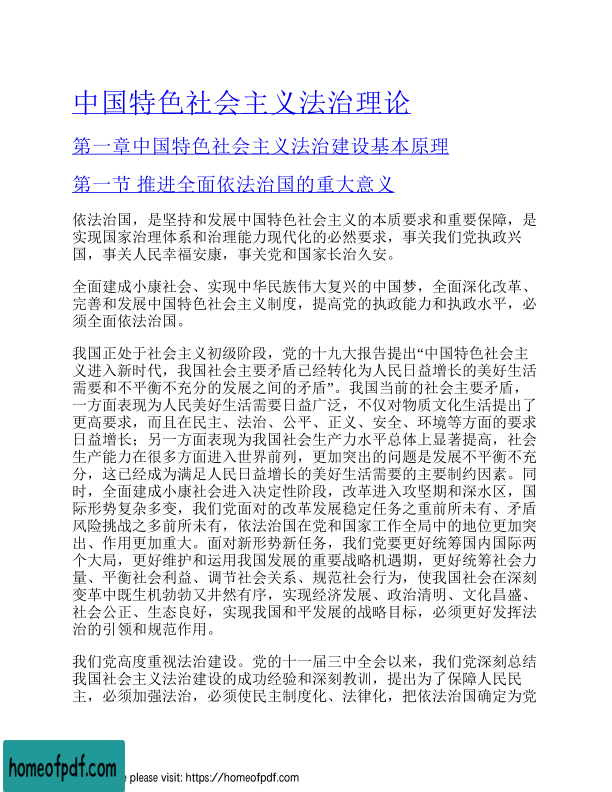 中国特色社会主义法治理论
第一章中国特色社会主义法治建设基本原理
第一节 推进全面依法治国的重大意义
依法治国，是坚持和发展中国特色社会主义的本质要求和重要保障，是
实现国家治理体系和治理能力现代化的必然要求，事关我们党执政兴
国，事关人民幸福安康，事关党和国家长治久安。
全面建成小康社会、实现中华民族伟大复兴的中国梦，全面深化改革、
完善和发展中国特色社会主义制度，提高党的执政能力和执政水平，必
须全面依法治国。
我国正处于社会主义初级阶段，党的十九大报告提出“中国特色社会主
义进入新时代，我国社会主要矛盾已经转化为人民日益增长的美好生活
需要和不平衡不充分的发展之间的矛盾”。我国当前的社会主要矛盾，
一方面表现为人民美好生活需要日益广泛，不仅对物质文化生活提出了
更高要求，而且在民主、法治、公平、正义、安全、环境等方面的要求
日益增长；另一方面表现为我国社会生产力水平总体上显著提高，社会
生产能力在很多方面进入世界前列，更加突出的问题是发展不平衡不充
分，这已经成为满足人民日益增长的美好生活需要的主要制约因素。同
时，全面建成小康社会进入决定性阶段，改革进入攻坚期和深水区，国
际形势复杂多变，我们党面对的改革发展稳定任务之重前所未有、矛盾
风险挑战之多前所未有，依法治国在党和国家工作全局中的地位更加突
出、作用更加重大。面对新形势新任务，我们党要更好统筹国内国际两
个大局，更好维护和运用我国发展的重要战略机遇期，更好统筹社会力
量、平衡社会利益、调节社会关系、规范社会行为，使我国社会在深刻
变革中既生机勃勃又井然有序，实现经济发展、政治清明、文化昌盛、
社会公正、生态良好，实现我国和平发展的战略目标，必须更好发挥法
治的引领和规范作用。
我们党高度重视法治建设。党的十一届三中全会以来，我们党深刻总结
我国社会主义法治建设的成功经验和深刻教训，提出为了保障人民民
主，必须加强法治，必须使民主制度化、法律化，把依法治国确定为党
homeofpdf.com
please visit: https://homeofpdf.com